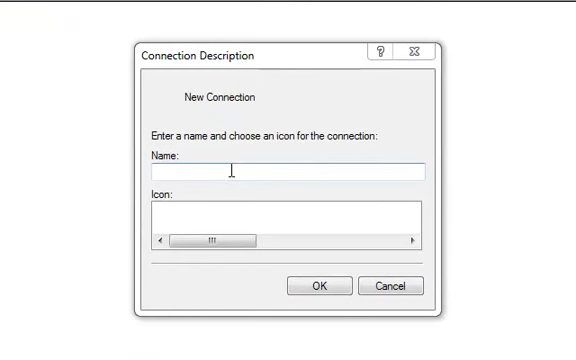 Connection Description
New Connection
Enter a name and choose an icon for the connection:
Name:
Icon:
OK
Cancel